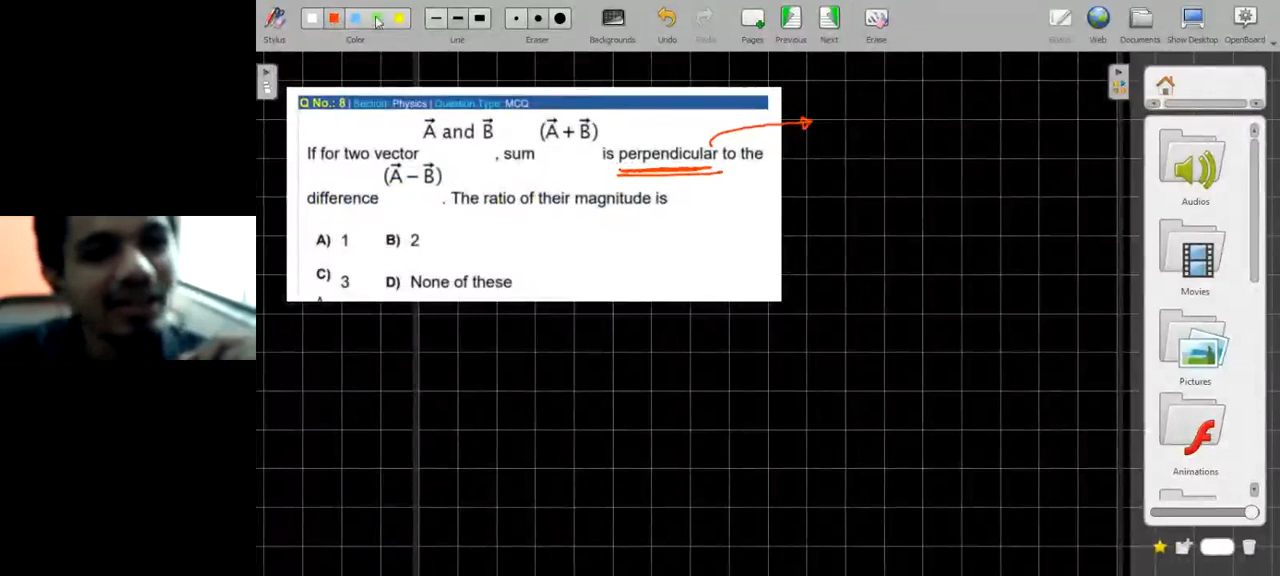 Stylus
Color
Line
Eraser
Backgrounds
Undo
Redo
Pages
Previous
Next
Erase
Web
Documents
Show Desktop
OpenBoard
Q No.: 8 | Section: Physics | Question Type: MCQ
If for two vector A⃗ and B⃗ , sum (A⃗ + B⃗) is perpendicular to the
difference (A⃗ − B⃗) . The ratio of their magnitude is
A) 1 B) 2
C) 3 D) None of these
Audios
Movies
Pictures
Animations